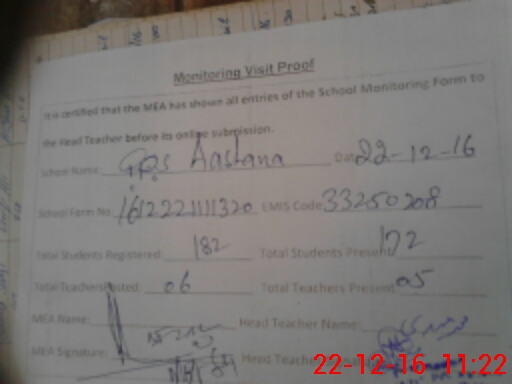 Monitoring Visit Proof
It is certified that the MEA has shown all entries of the School Monitoring Form to
the Head Teacher before its online submission.
School Name GPS Aastana Date 22-12-16
School Form No. 1612221111320 EMIS Code 33250208
Total Students Registered: 182 Total Students Present 172
Total Teachers Posted: 06 Total Teachers Present 05
MEA Name: Head Teacher Name:
MEA Signature: Head Teacher
22-12-16 11:22